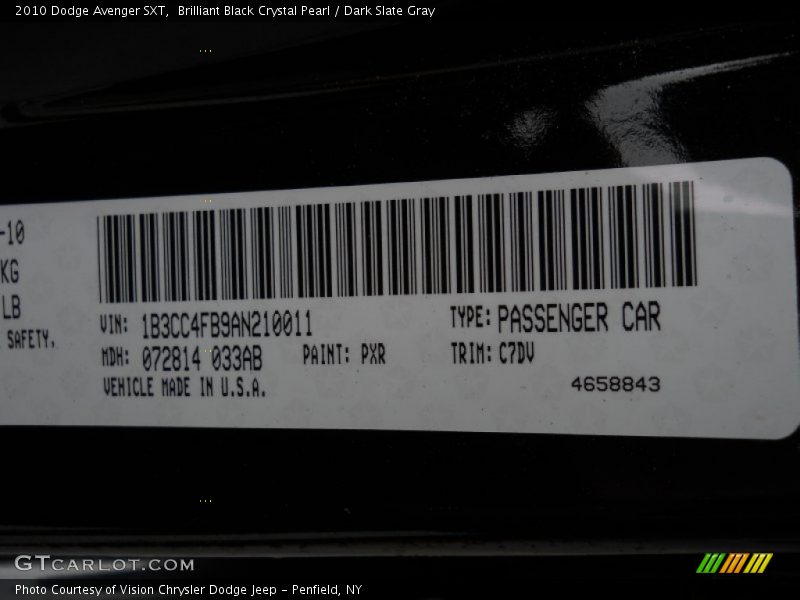 2010 Dodge Avenger SXT,  Brilliant Black Crystal Pearl / Dark Slate Gray
-10
KG
LB
SAFETY.
VIN: 1B3CC4FB9AN210011 TYPE: PASSENGER CAR
MDH: 072814 033AB PAINT: PXR TRIM: C7DV
VEHICLE MADE IN U.S.A. 4658843
GTCARLOT.COM
Photo Courtesy of Vision Chrysler Dodge Jeep – Penfield, NY